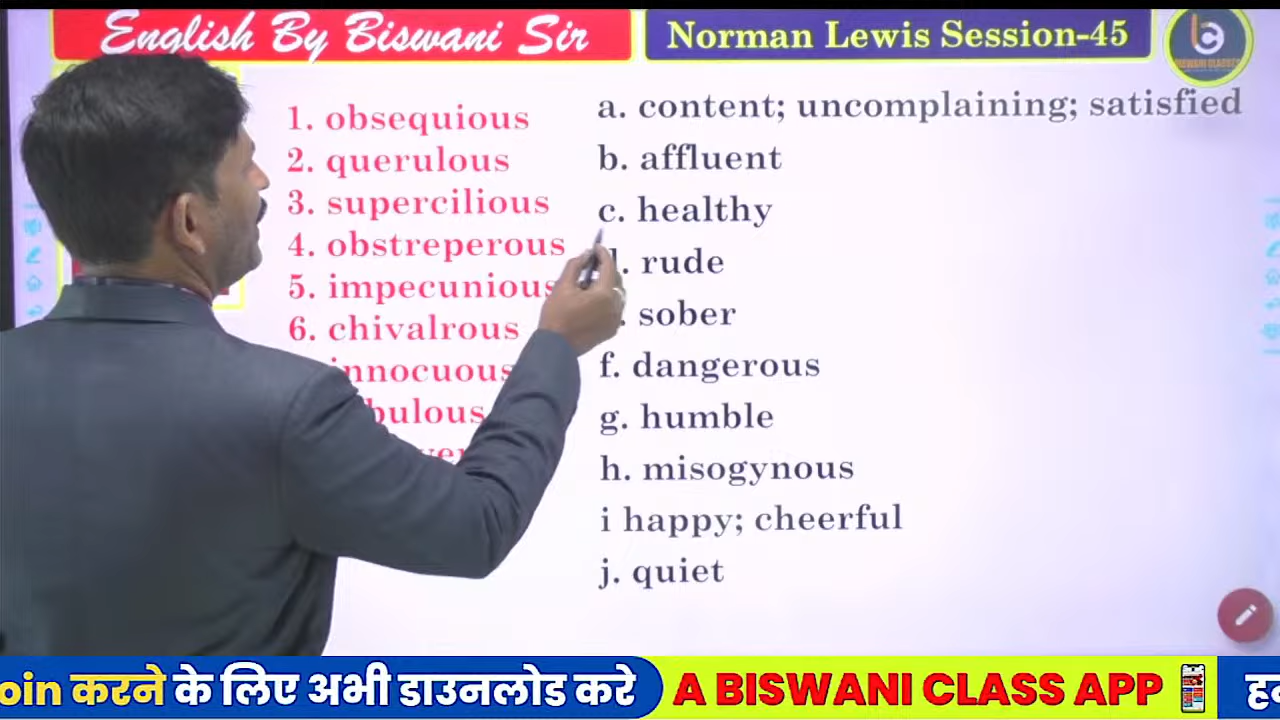 English By Biswani Sir
Norman Lewis Session-45
BISWANI CLASSES
1. obsequious
2. querulous
3. supercilious
4. obstreperous
5. impecunious
6. chivalrous
innocuous
a. content; uncomplaining; satisfied
b. affluent
c. healthy
. rude
. sober
f. dangerous
g. humble
h. misogynous
i happy; cheerful
j. quiet
oin करने के लिए अभी डाउनलोड करे
A BISWANI CLASS APP